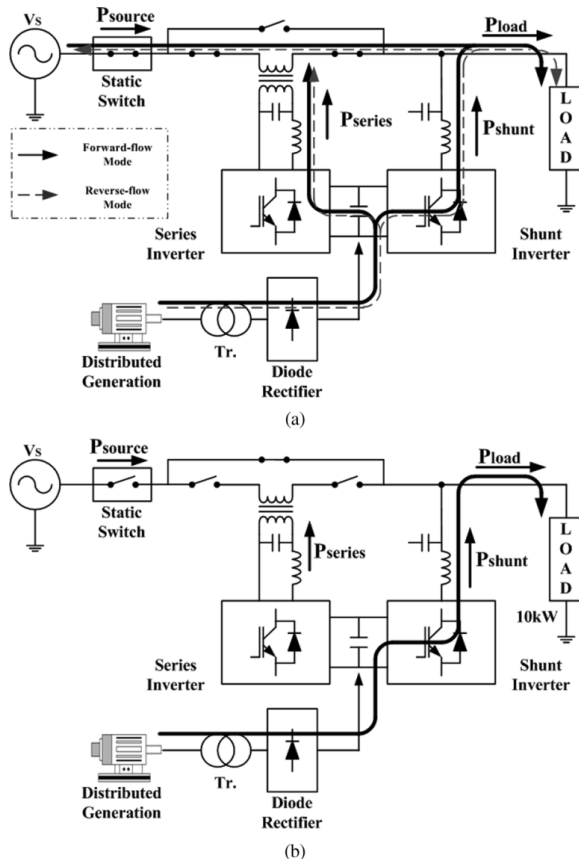 Psource
Vs
Pload
Static
Switch
Pseries
Pshunt
L
O
A
D
Forward-flow
Mode
Reverse-flow
Mode
Series
Inverter
Shunt
Inverter
Tr.
Distributed
Generation
Diode
Rectifier
(a)
Vs
Psource
Pload
Static
Switch
Pseries
Pshunt
L
O
A
D
10kW
Series
Inverter
Shunt
Inverter
Tr.
Distributed
Generation
Diode
Rectifier
(b)